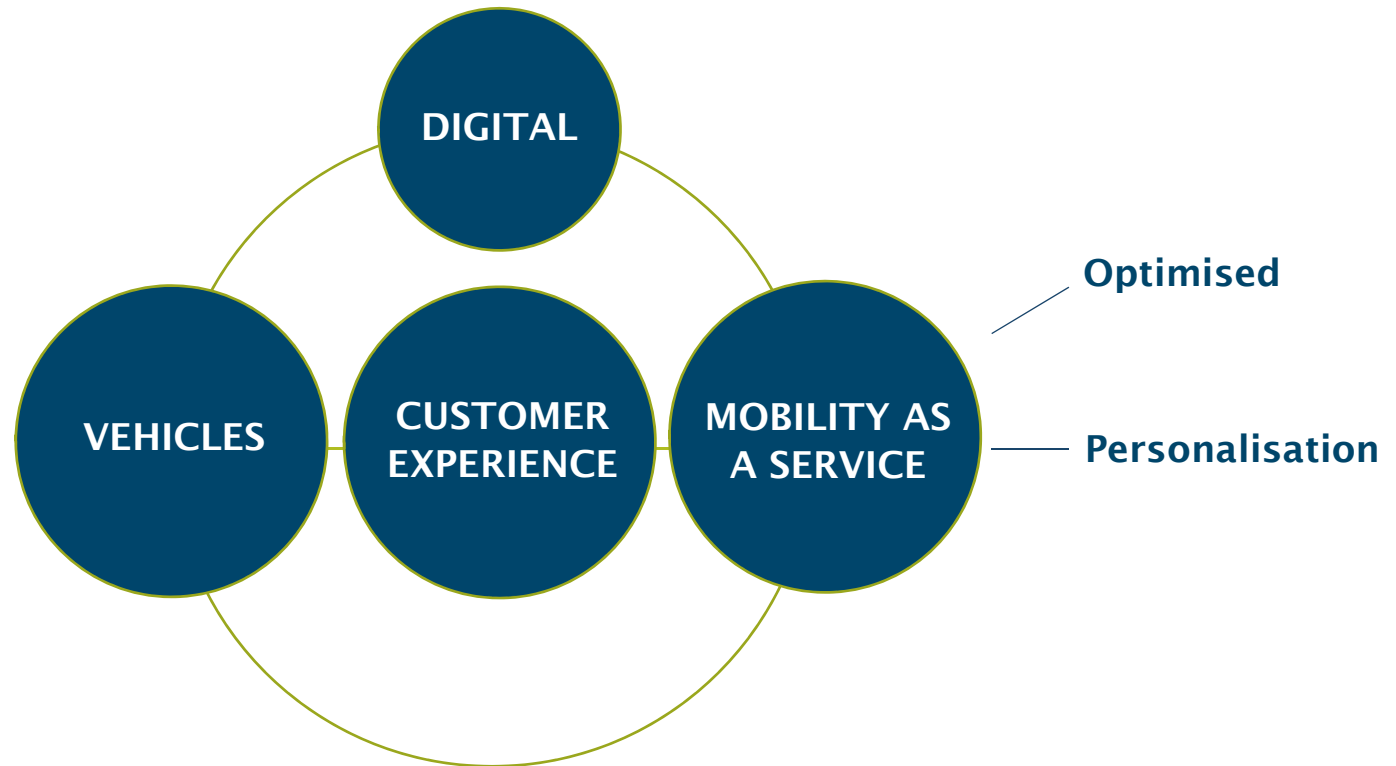 DIGITAL
Optimised
VEHICLES
CUSTOMER
EXPERIENCE
MOBILITY AS
A SERVICE
Personalisation